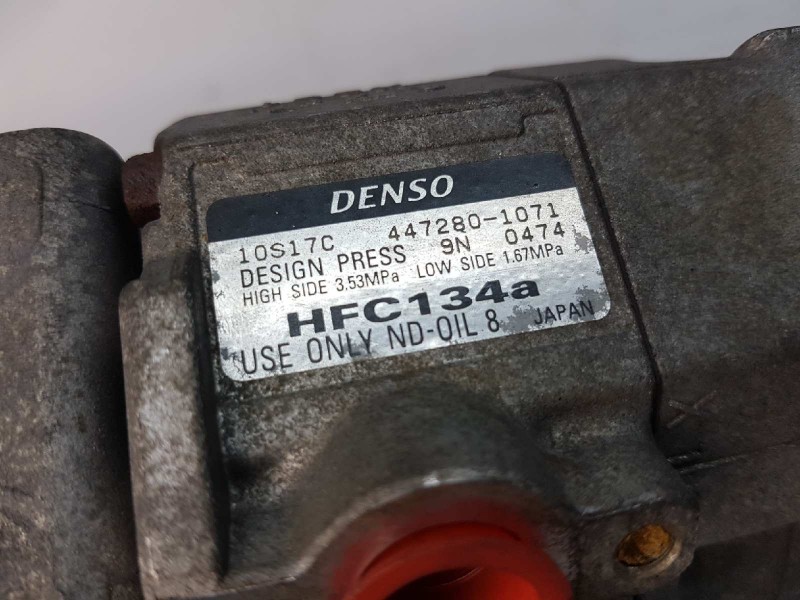 DENSO
10S17C 447280-1071
DESIGN PRESS 9N 0474
HIGH SIDE 3.53MPa LOW SIDE 1.67MPa
HFC134a
USE ONLY ND-OIL 8 JAPAN